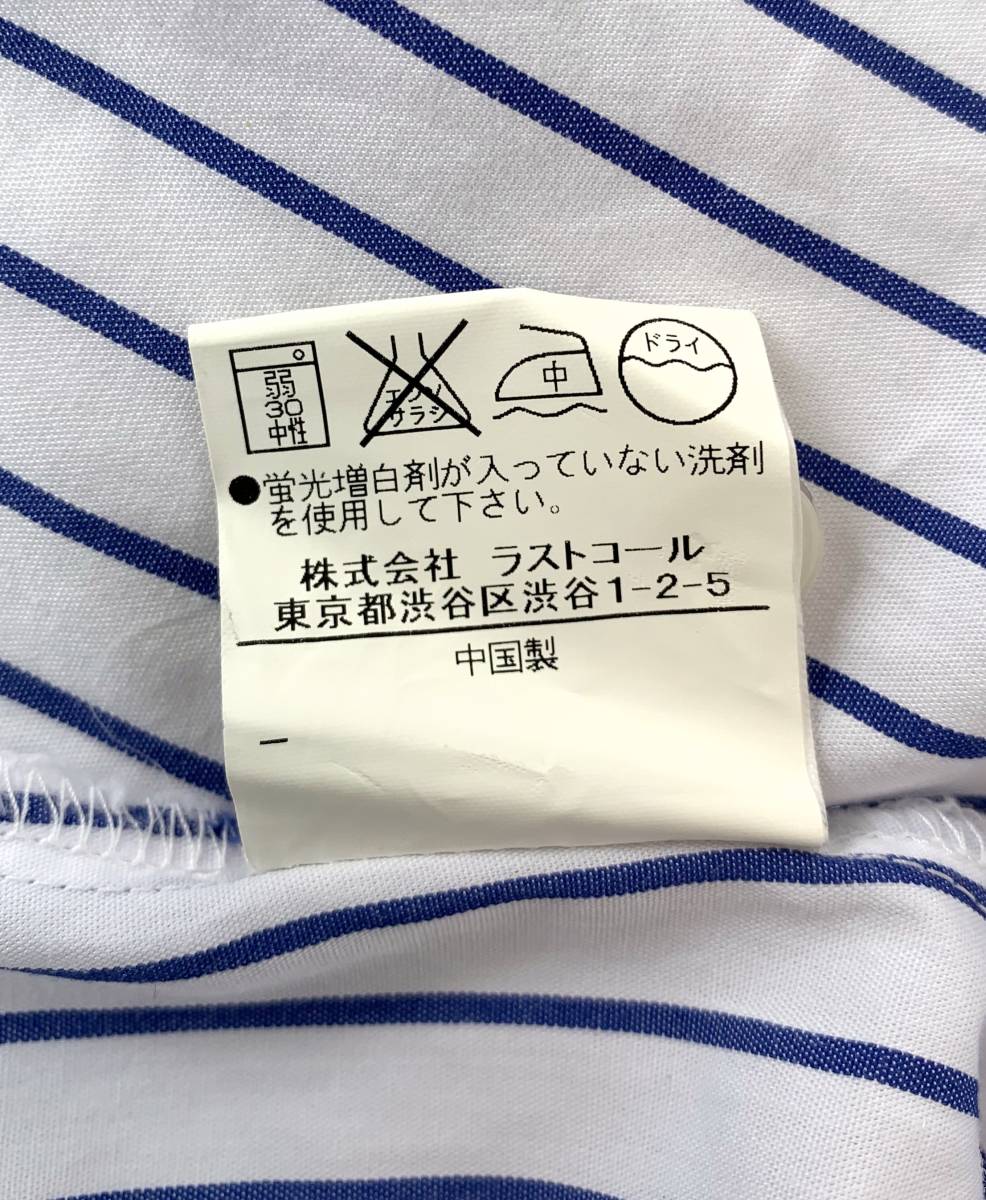 弱
30
中性
エンソ
サラシ
中
ドライ
●蛍光増白剤が入っていない洗剤
を使用して下さい。
株式会社 ラストコール
東京都渋谷区渋谷1-2-5
中国製